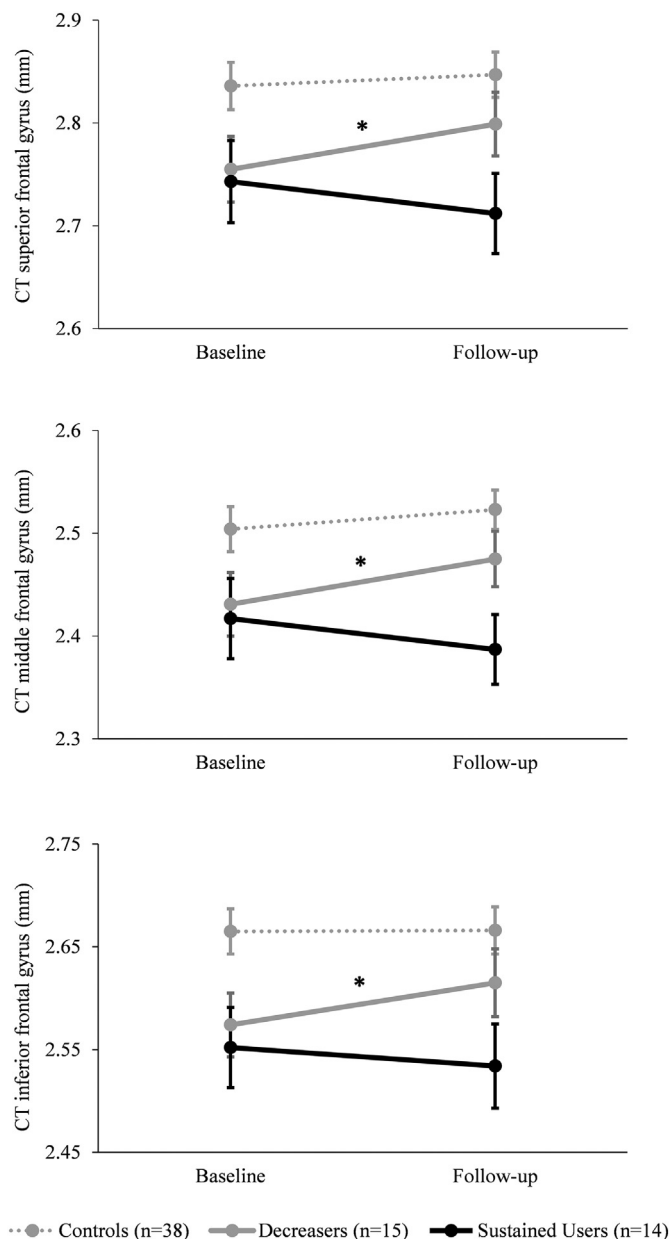 2.9
2.8
2.7
2.6
CT superior frontal gyrus (mm)
*
Baseline Follow-up
2.6
2.5
2.4
2.3
CT middle frontal gyrus (mm)
*
Baseline Follow-up
2.75
2.65
2.55
2.45
CT inferior frontal gyrus (mm)
*
Baseline Follow-up
Controls (n=38) Decreasers (n=15) Sustained Users (n=14)